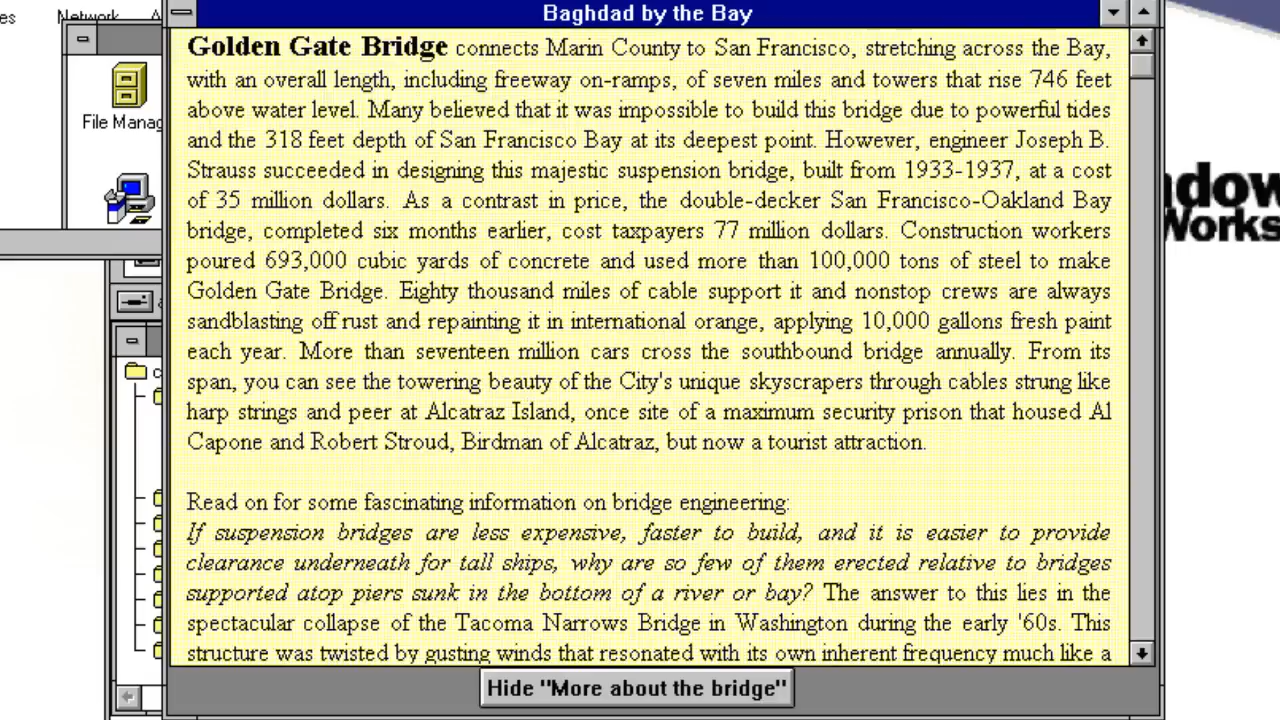 es Network A
Baghdad by the Bay
File Manag
Golden Gate Bridge connects Marin County to San Francisco, stretching across the Bay,
with an overall length, including freeway on-ramps, of seven miles and towers that rise 746 feet
above water level. Many believed that it was impossible to build this bridge due to powerful tides
and the 318 feet depth of San Francisco Bay at its deepest point. However, engineer Joseph B.
Strauss succeeded in designing this majestic suspension bridge, built from 1933-1937, at a cost
of 35 million dollars. As a contrast in price, the double-decker San Francisco-Oakland Bay
bridge, completed six months earlier, cost taxpayers 77 million dollars. Construction workers
poured 693,000 cubic yards of concrete and used more than 100,000 tons of steel to make
Golden Gate Bridge. Eighty thousand miles of cable support it and nonstop crews are always
sandblasting off rust and repainting it in international orange, applying 10,000 gallons fresh paint
each year. More than seventeen million cars cross the southbound bridge annually. From its
span, you can see the towering beauty of the City's unique skyscrapers through cables strung like
harp strings and peer at Alcatraz Island, once site of a maximum security prison that housed Al
Capone and Robert Stroud, Birdman of Alcatraz, but now a tourist attraction.
Read on for some fascinating information on bridge engineering:
If suspension bridges are less expensive, faster to build, and it is easier to provide
clearance underneath for tall ships, why are so few of them erected relative to bridges
supported atop piers sunk in the bottom of a river or bay? The answer to this lies in the
spectacular collapse of the Tacoma Narrows Bridge in Washington during the early '60s. This
structure was twisted by gusting winds that resonated with its own inherent frequency much like a
Hide "More about the bridge"
c
dow
Works